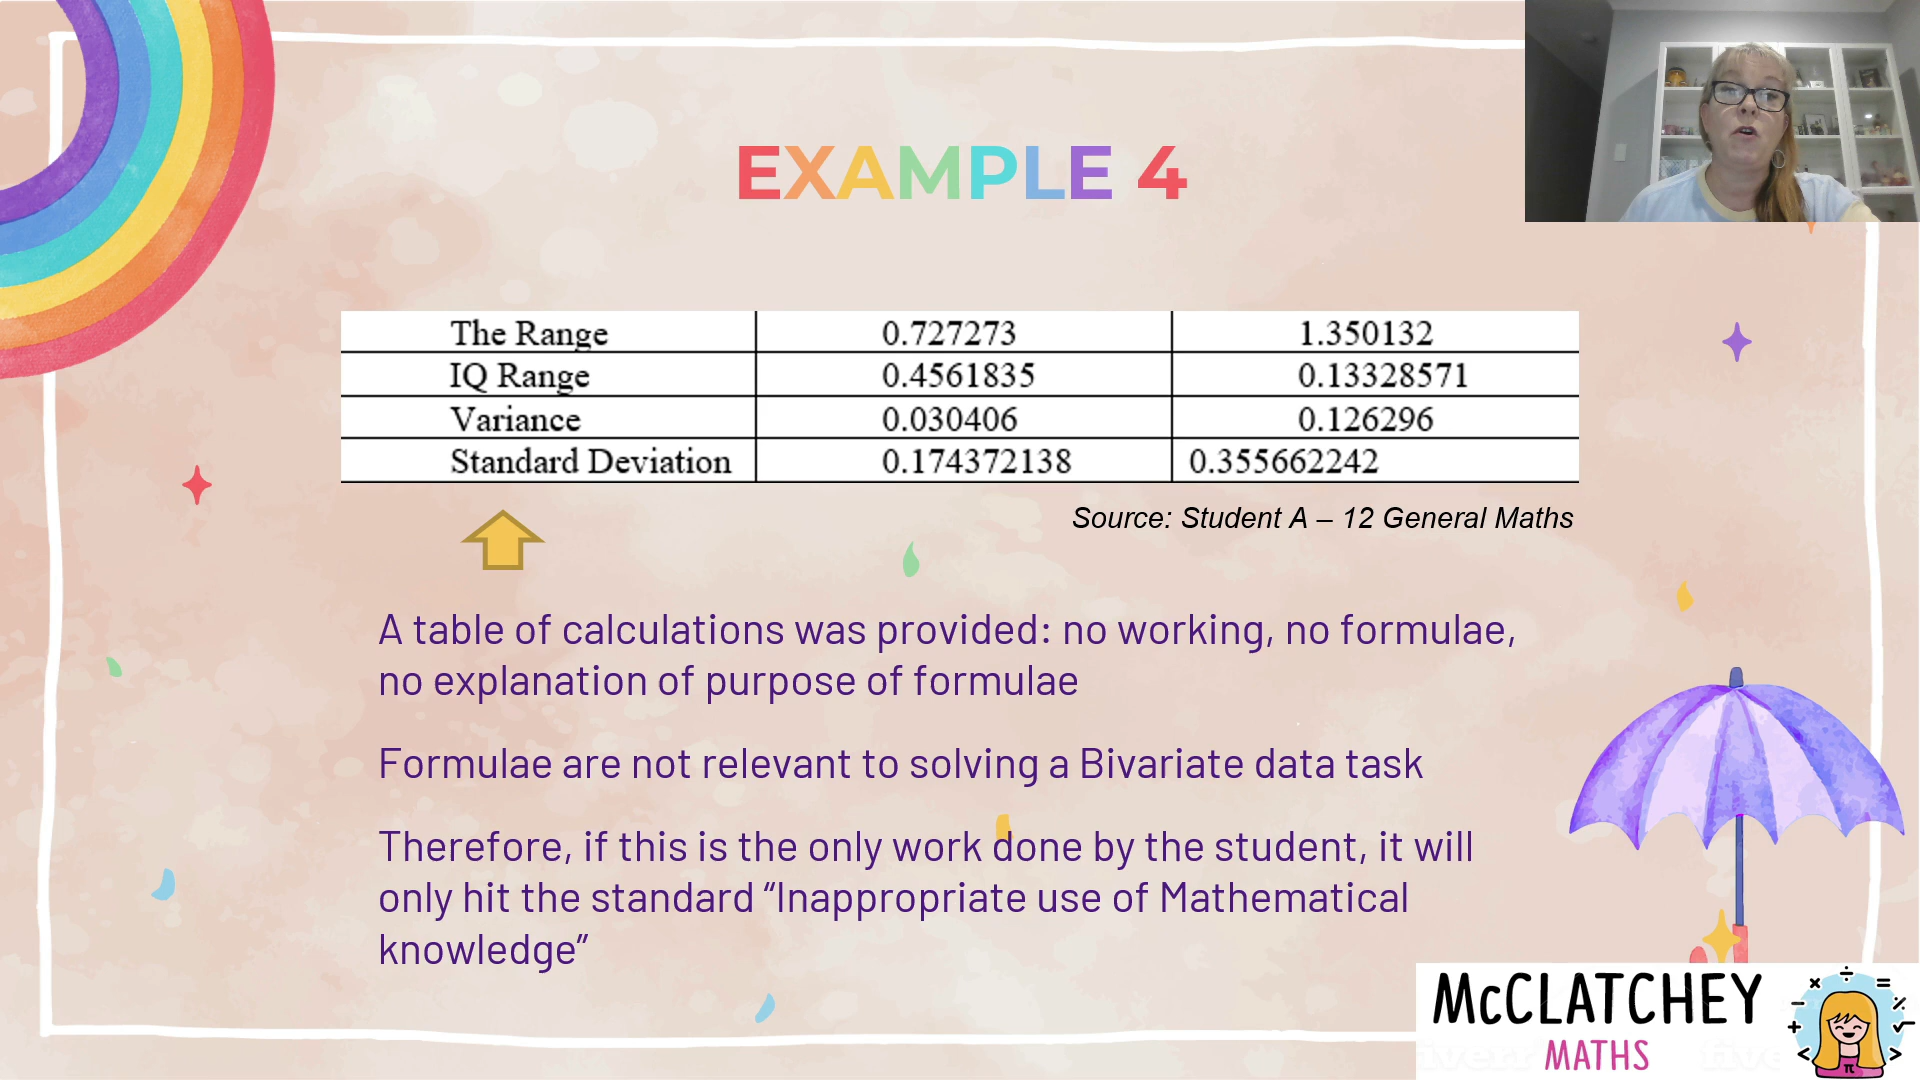 EXAMPLE 4
The Range 0.727273 1.350132
IQ Range 0.4561835 0.13328571
Variance 0.030406 0.126296
Standard Deviation 0.174372138 0.355662242
Source: Student A – 12 General Maths
A table of calculations was provided: no working, no formulae,
no explanation of purpose of formulae
Formulae are not relevant to solving a Bivariate data task
Therefore, if this is the only work done by the student, it will
only hit the standard “Inappropriate use of Mathematical
knowledge”
McCLATCHEY
MATHS